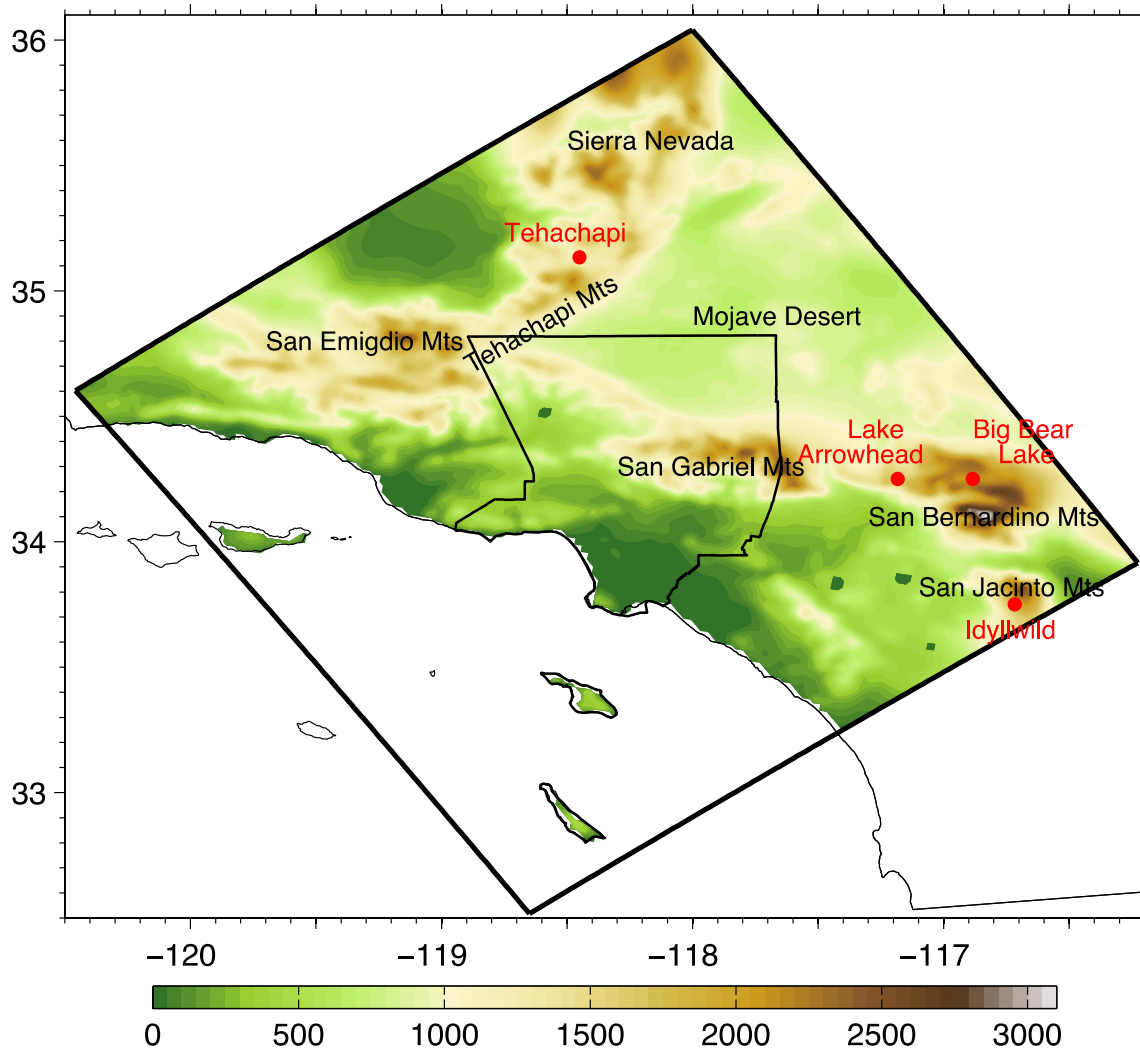 36
Sierra Nevada
Tehachapi
35
Tehachapi Mts
Mojave Desert
San Emigdio Mts
Lake
Arrowhead
Big Bear
Lake
San Gabriel Mts
San Bernardino Mts
34
San Jacinto Mts
Idyllwild
33
−120 −119 −118 −117
0 500 1000 1500 2000 2500 3000